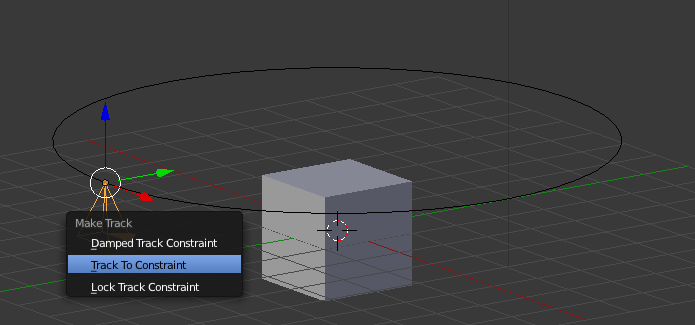 Make Track
Damped Track Constraint
Track To Constraint
Lock Track Constraint